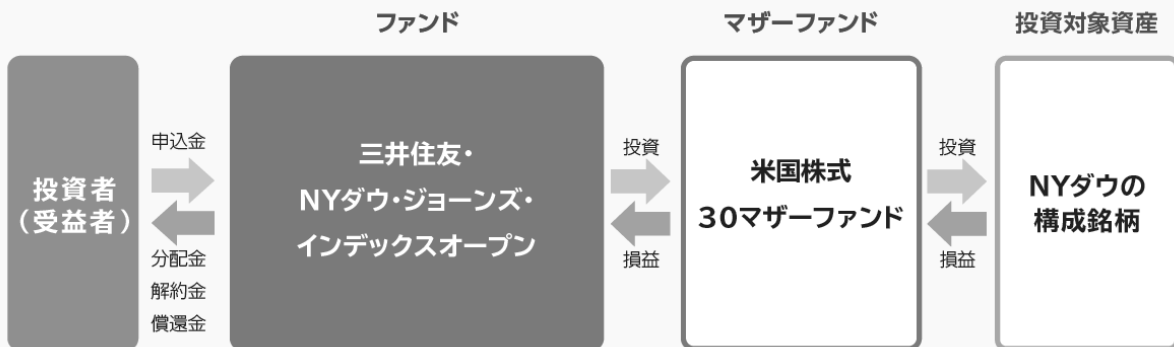 ファンド
マザーファンド
投資対象資産
投資者
(受益者)
申込金
分配金
解約金
償還金
三井住友・
NYダウ・ジョーンズ・
インデックスオープン
投資
損益
米国株式
30マザーファンド
投資
損益
NYダウの
構成銘柄